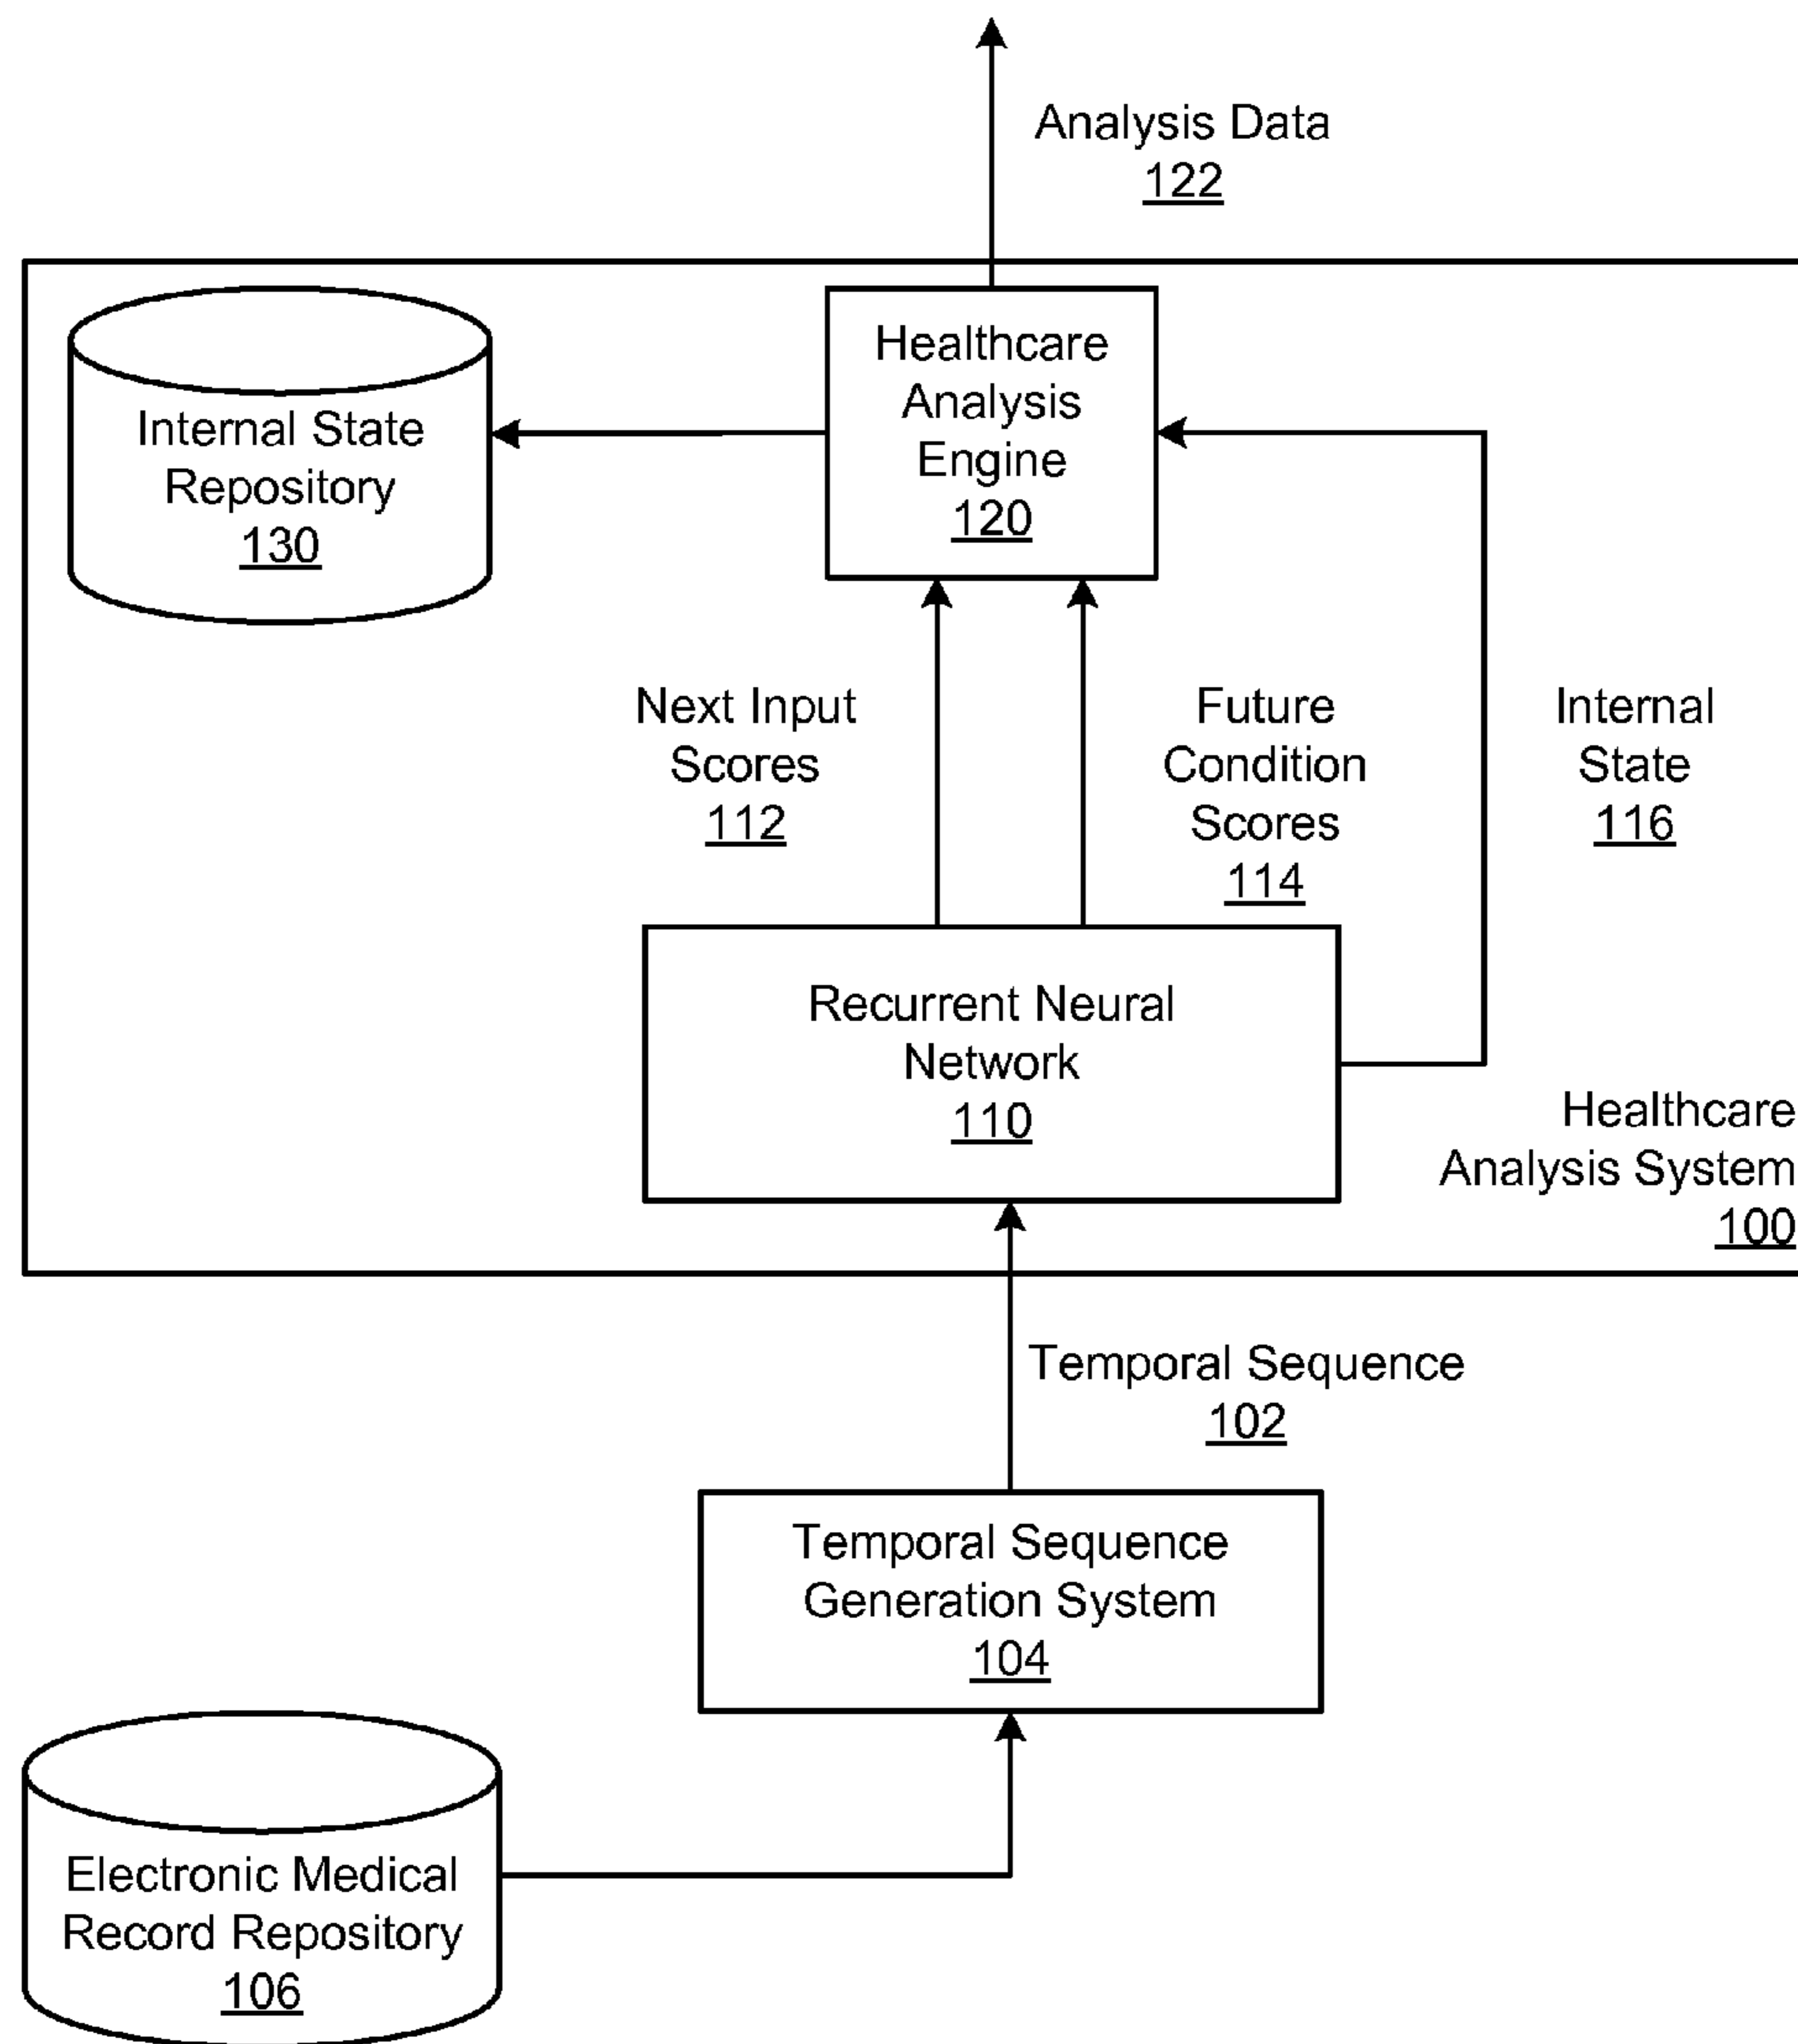 Analysis Data
122
Healthcare
Analysis
Engine
120
Internal State
Repository
130
Next Input
Scores
112
Future
Condition
Scores
114
Internal
State
116
Recurrent Neural
Network
110
Healthcare
Analysis System
100
Temporal Sequence
102
Temporal Sequence
Generation System
104
Electronic Medical
Record Repository
106